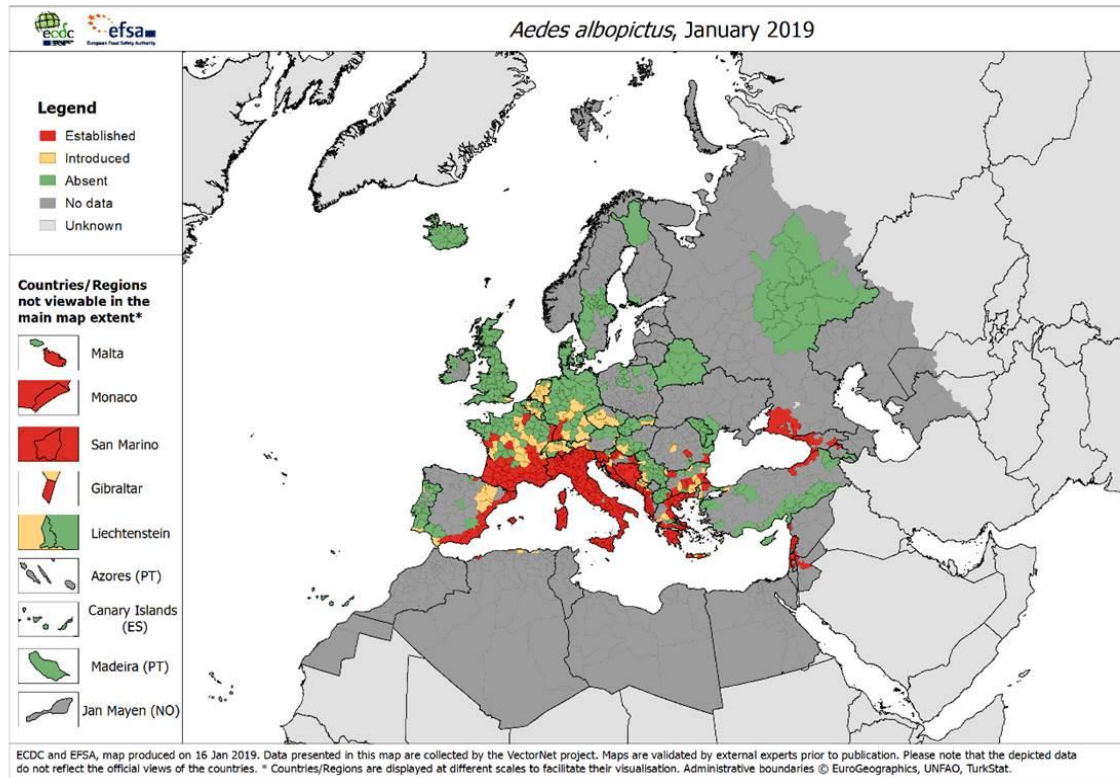 ecdc
efsa
European Food Safety Authority
Aedes albopictus, January 2019
Legend
Established
Introduced
Absent
No data
Unknown
Countries/Regions
not viewable in the
main map extent*
Malta
Monaco
San Marino
Gibraltar
Liechtenstein
Azores (PT)
Canary Islands
(ES)
Madeira (PT)
Jan Mayen (NO)
ECDC and EFSA, map produced on 16 Jan 2019. Data presented in this map are collected by the VectorNet project. Maps are validated by external experts prior to publication. Please note that the depicted data
do not reflect the official views of the countries. * Countries/Regions are displayed at different scales to facilitate their visualisation. Administrative boundaries © EuroGeographics, UNFAO, TurkStat.